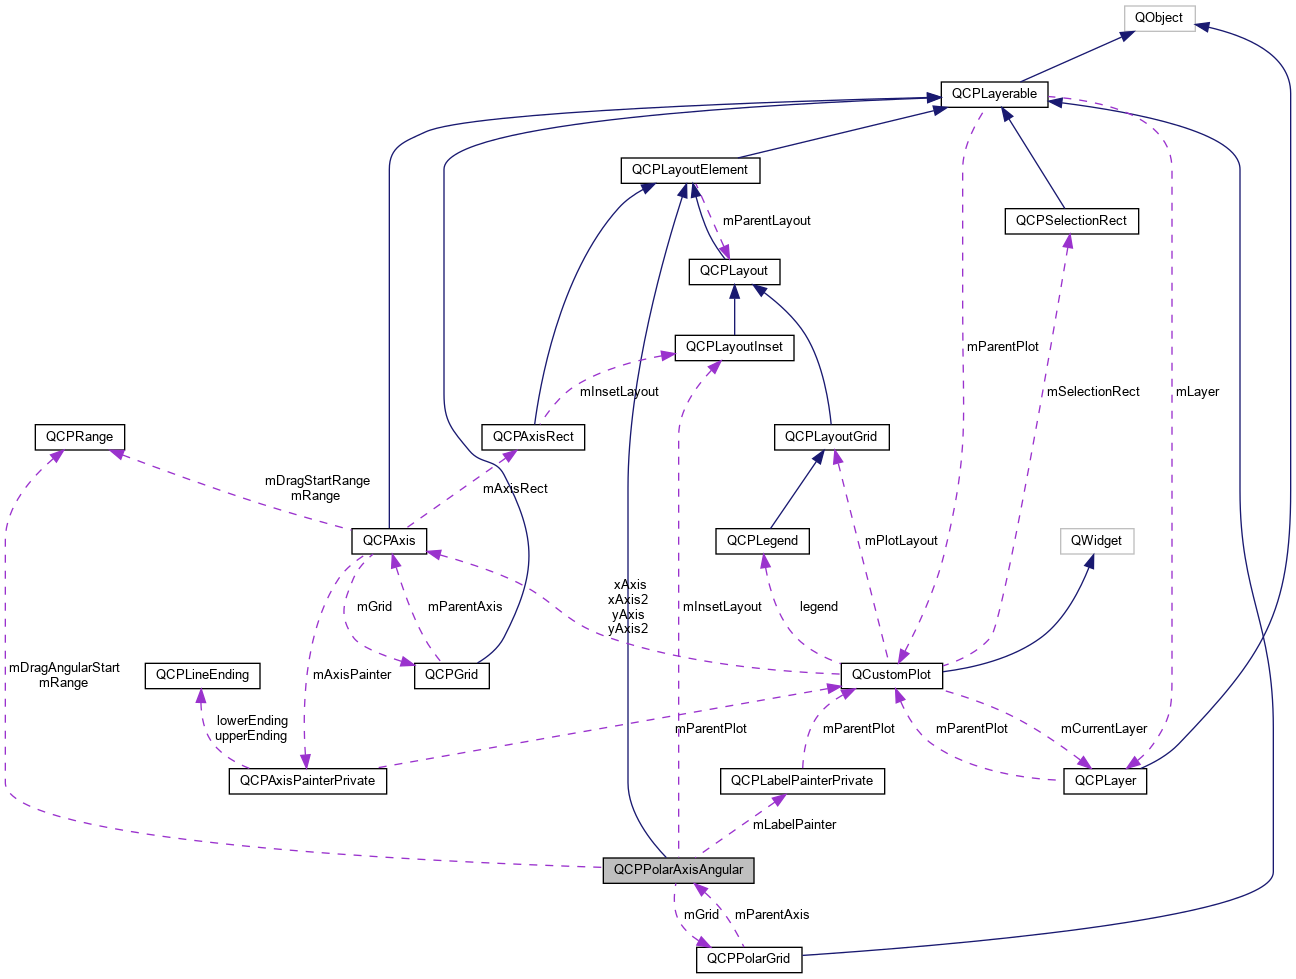 QObject
QCPLayerable
QCPLayoutElement
QCPSelectionRect
mParentLayout
QCPLayout
QCPLayoutInset
mParentPlot
mInsetLayout
mSelectionRect
mLayer
QCPRange
QCPAxisRect
QCPLayoutGrid
mDragStartRange
mRange
mAxisRect
QCPAxis
QCPLegend
mPlotLayout
QWidget
xAxis
xAxis2
yAxis
yAxis2
mGrid
mParentAxis
mInsetLayout
legend
mDragAngularStart
mRange
QCPLineEnding
mAxisPainter
QCPGrid
QCustomPlot
lowerEnding
upperEnding
mParentPlot
mParentPlot
mParentPlot
mCurrentLayer
QCPAxisPainterPrivate
QCPLabelPainterPrivate
QCPLayer
mLabelPainter
QCPPolarAxisAngular
mGrid
mParentAxis
QCPPolarGrid